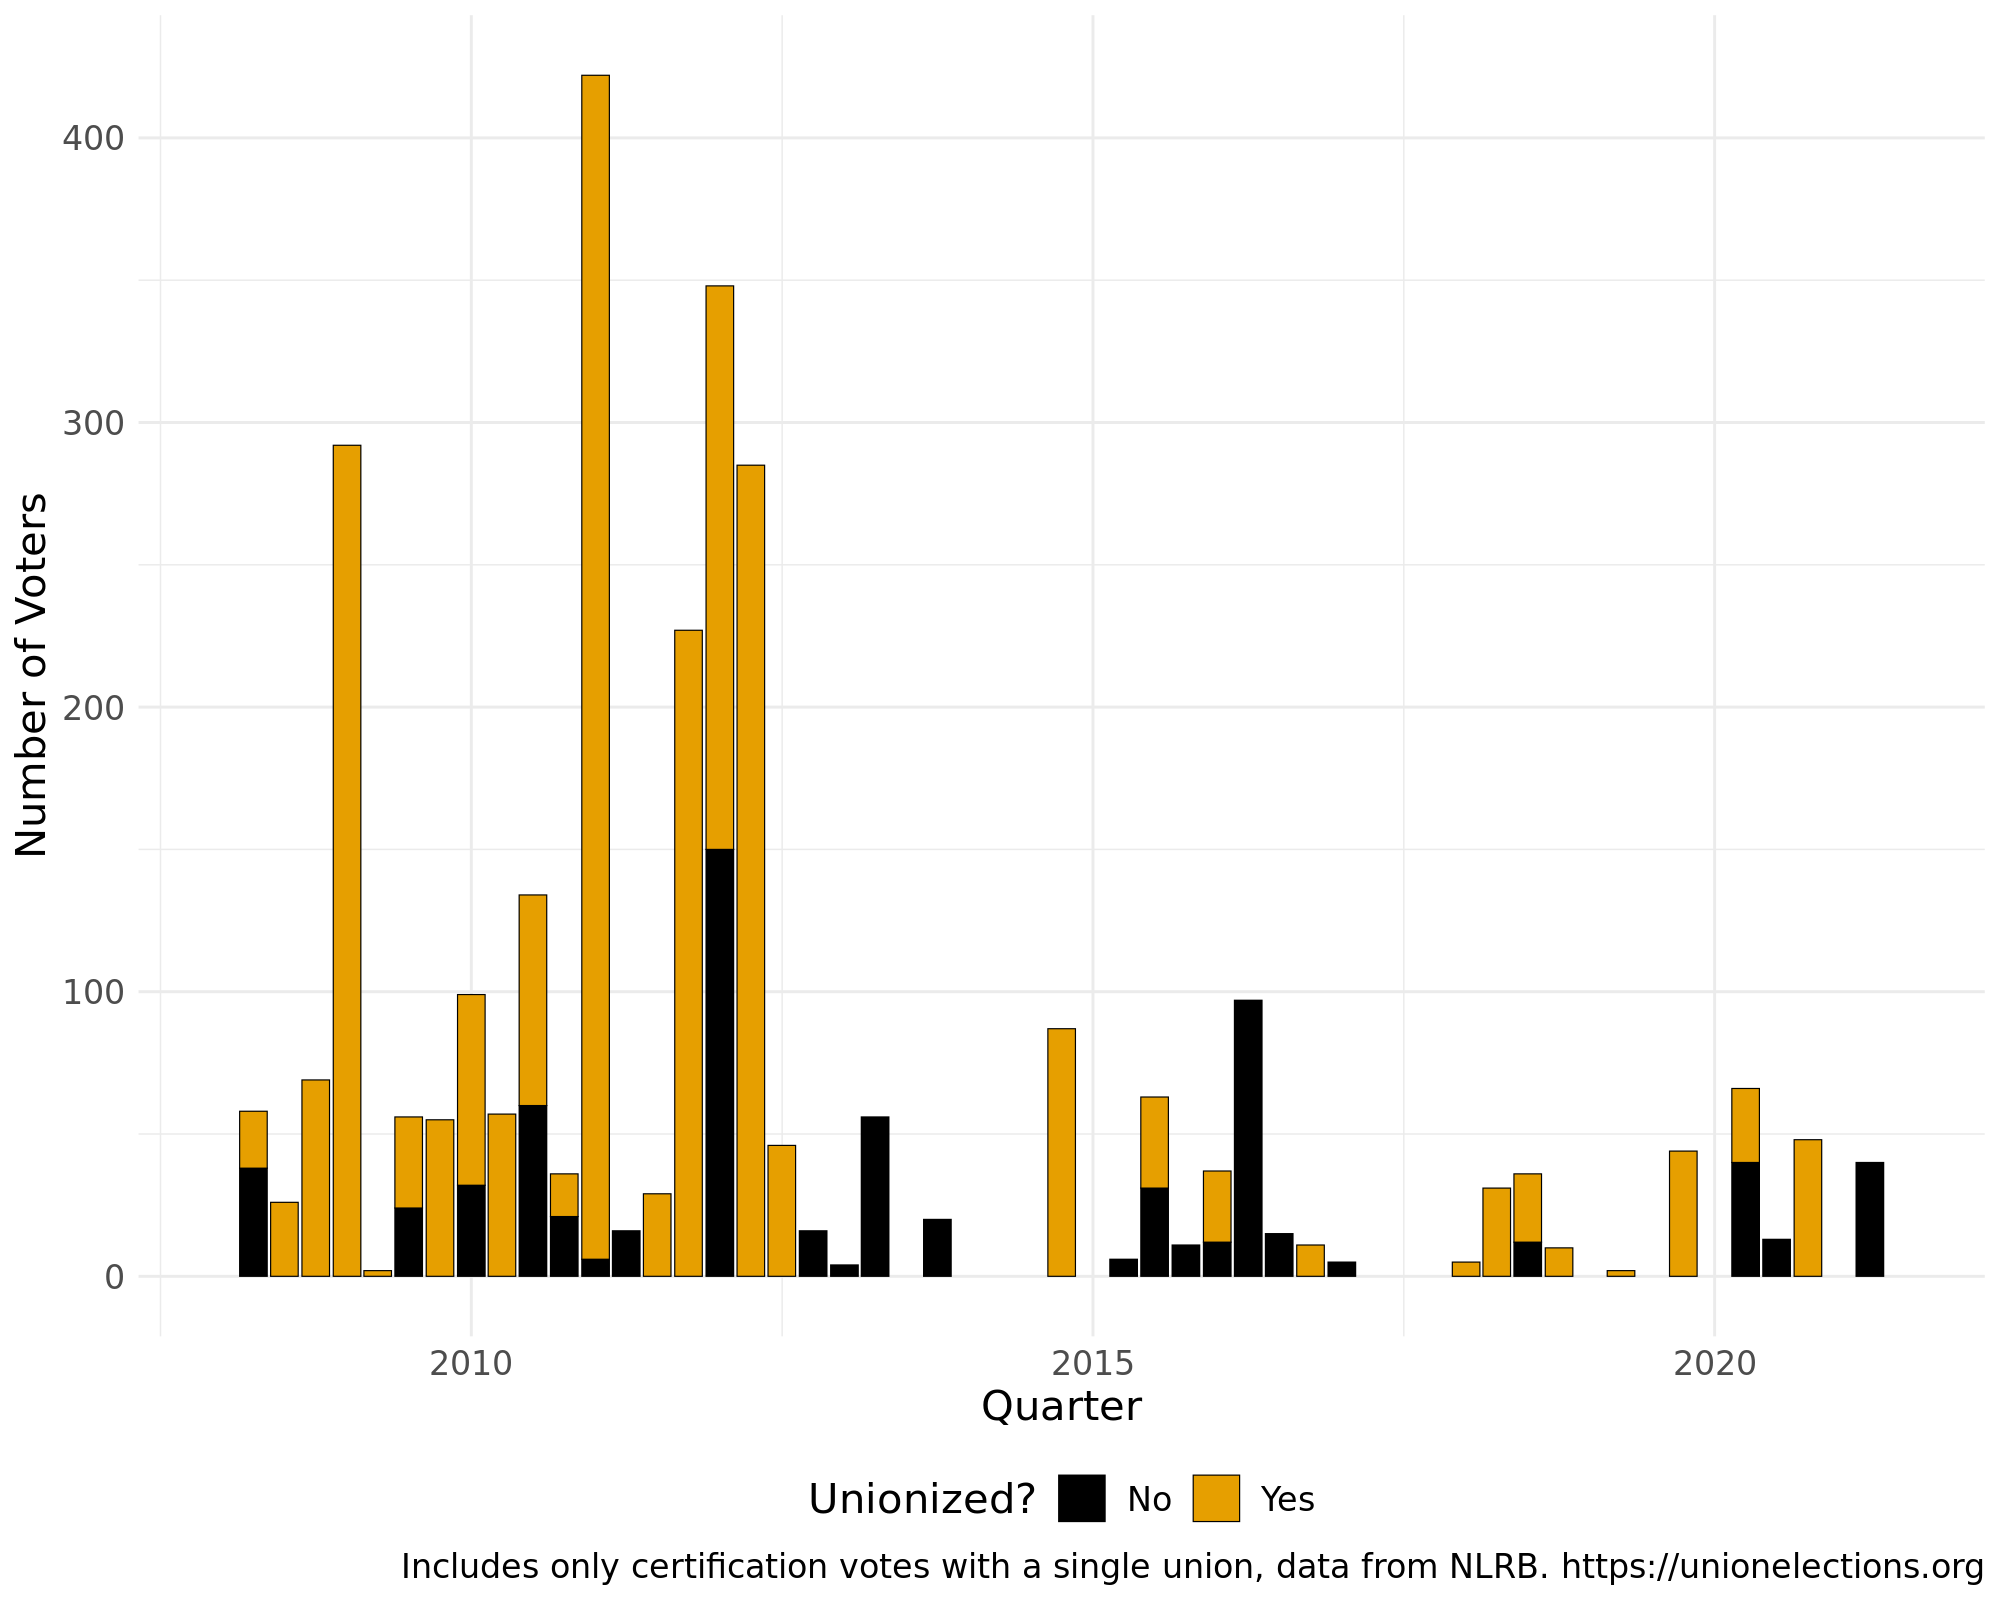 400
300
200
100
0
Number of Voters
2010 2015 2020
Quarter
Unionized? No Yes
Includes only certification votes with a single union, data from NLRB. https://unionelections.org